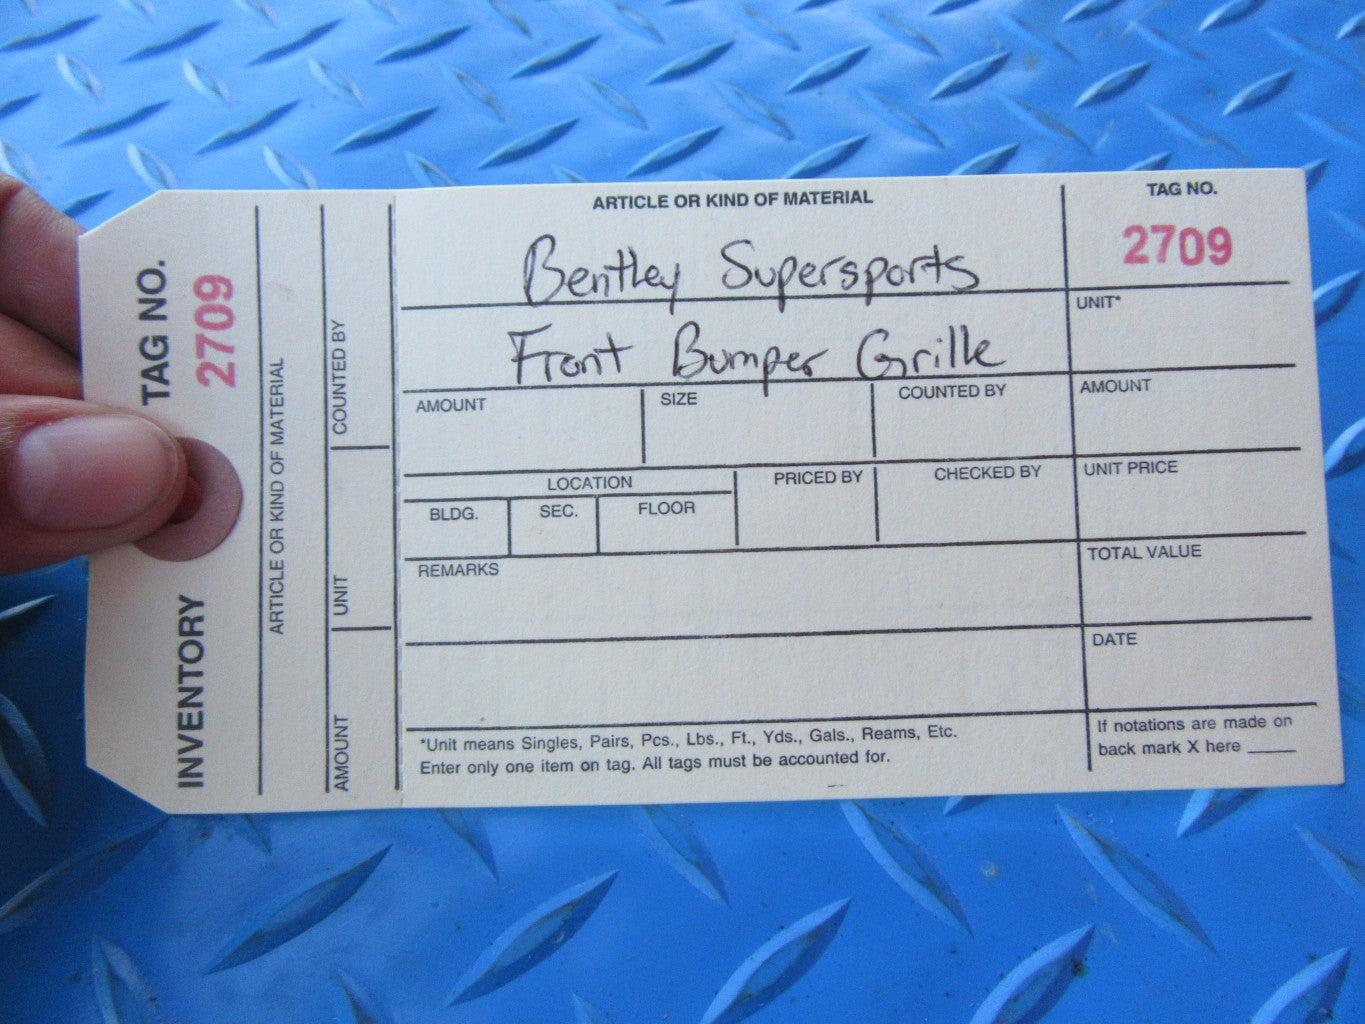 TAG NO.
2709
INVENTORY
ARTICLE OR KIND OF MATERIAL
COUNTED BY
UNIT
AMOUNT
ARTICLE OR KIND OF MATERIAL
Bentley Supersports
Front Bumper Grille
TAG NO.
2709
UNIT*
AMOUNT
SIZE
COUNTED BY
AMOUNT
LOCATION
PRICED BY
CHECKED BY
UNIT PRICE
BLDG.
SEC.
FLOOR
REMARKS
TOTAL VALUE
DATE
*Unit means Singles, Pairs, Pcs., Lbs., Ft., Yds., Gals., Reams, Etc.
Enter only one item on tag. All tags must be accounted for.
If notations are made on
back mark X here